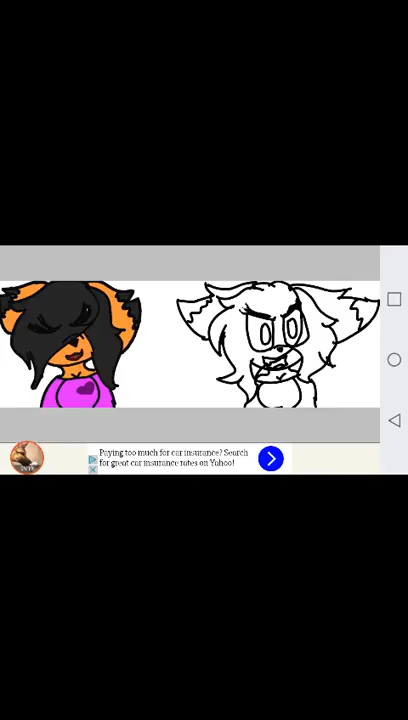 Paying too much for car insurance? Search
for great car insurance rates on Yahoo!